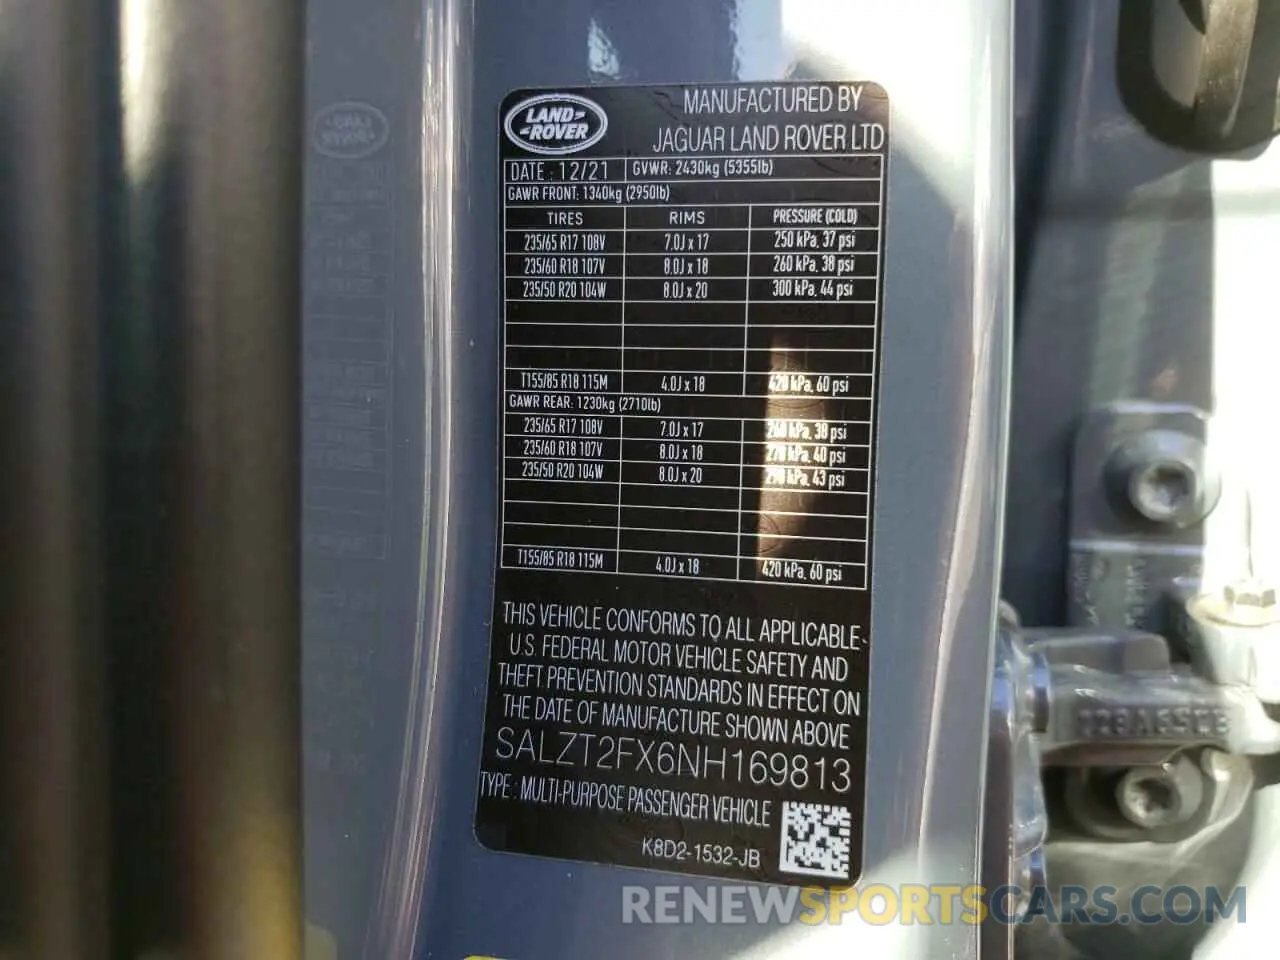 LAND-
-ROVER
MANUFACTURED BY
JAGUAR LAND ROVER LTD
DATE : 12/21 GVWR: 2430kg (5355lb)
GAWR FRONT: 1340kg (2950lb)
TIRES RIMS PRESSURE (COLD)
235/65 R17 108V 7.0J x 17 250 kPa, 37 psi
235/60 R18 107V 8.0J x 18 260 kPa, 38 psi
235/50 R20 104W 8.0J x 20 300 kPa, 44 psi
T155/85 R18 115M 4.0J x 18 420 kPa, 60 psi
GAWR REAR: 1230kg (2710lb)
235/65 R17 108V 7.0J x 17 260 kPa, 38 psi
235/60 R18 107V 8.0J x 18 270 kPa, 40 psi
235/50 R20 104W 8.0J x 20 290 kPa, 43 psi
T155/85 R18 115M 4.0J x 18 420 kPa, 60 psi
THIS VEHICLE CONFORMS TO ALL APPLICABLE
U.S. FEDERAL MOTOR VEHICLE SAFETY AND
THEFT PREVENTION STANDARDS IN EFFECT ON
THE DATE OF MANUFACTURE SHOWN ABOVE
SALZT2FX6NH169813
TYPE : MULTI-PURPOSE PASSENGER VEHICLE
K8D2-1532-JB
RENEWSPORTSCARS.COM